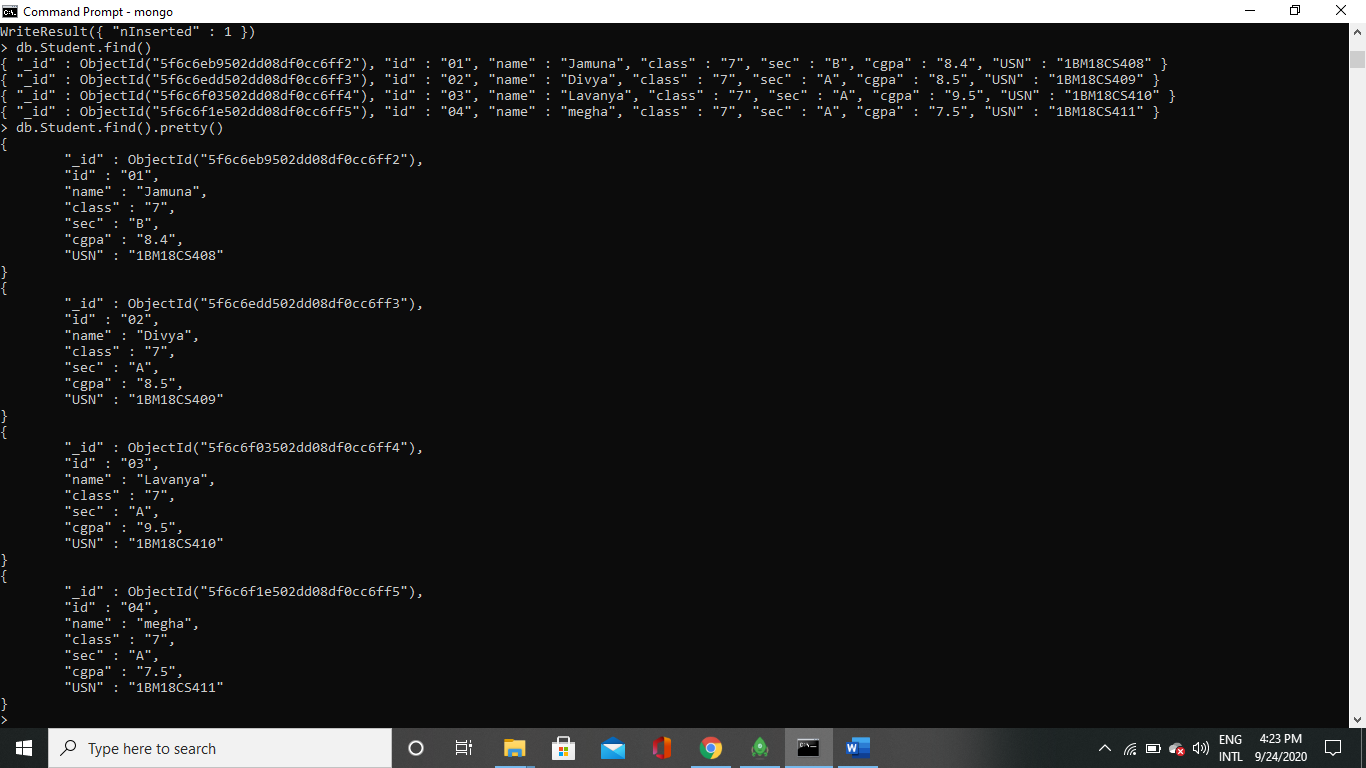 Command Prompt - mongo
WriteResult({ "nInserted" : 1 })
> db.Student.find()
{ "_id" : ObjectId("5f6c6eb9502dd08df0cc6ff2"), "id" : "01", "name" : "Jamuna", "class" : "7", "sec" : "B", "cgpa" : "8.4", "USN" : "1BM18CS408" }
{ "_id" : ObjectId("5f6c6edd502dd08df0cc6ff3"), "id" : "02", "name" : "Divya", "class" : "7", "sec" : "A", "cgpa" : "8.5", "USN" : "1BM18CS409" }
{ "_id" : ObjectId("5f6c6f03502dd08df0cc6ff4"), "id" : "03", "name" : "Lavanya", "class" : "7", "sec" : "A", "cgpa" : "9.5", "USN" : "1BM18CS410" }
{ "_id" : ObjectId("5f6c6f1e502dd08df0cc6ff5"), "id" : "04", "name" : "megha", "class" : "7", "sec" : "A", "cgpa" : "7.5", "USN" : "1BM18CS411" }
> db.Student.find().pretty()
{
        "_id" : ObjectId("5f6c6eb9502dd08df0cc6ff2"),
        "id" : "01",
        "name" : "Jamuna",
        "class" : "7",
        "sec" : "B",
        "cgpa" : "8.4",
        "USN" : "1BM18CS408"
}
{
        "_id" : ObjectId("5f6c6edd502dd08df0cc6ff3"),
        "id" : "02",
        "name" : "Divya",
        "class" : "7",
        "sec" : "A",
        "cgpa" : "8.5",
        "USN" : "1BM18CS409"
}
{
        "_id" : ObjectId("5f6c6f03502dd08df0cc6ff4"),
        "id" : "03",
        "name" : "Lavanya",
        "class" : "7",
        "sec" : "A",
        "cgpa" : "9.5",
        "USN" : "1BM18CS410"
}
{
        "_id" : ObjectId("5f6c6f1e502dd08df0cc6ff5"),
        "id" : "04",
        "name" : "megha",
        "class" : "7",
        "sec" : "A",
        "cgpa" : "7.5",
        "USN" : "1BM18CS411"
}
>
Type here to search
ENG
INTL
4:23 PM
9/24/2020